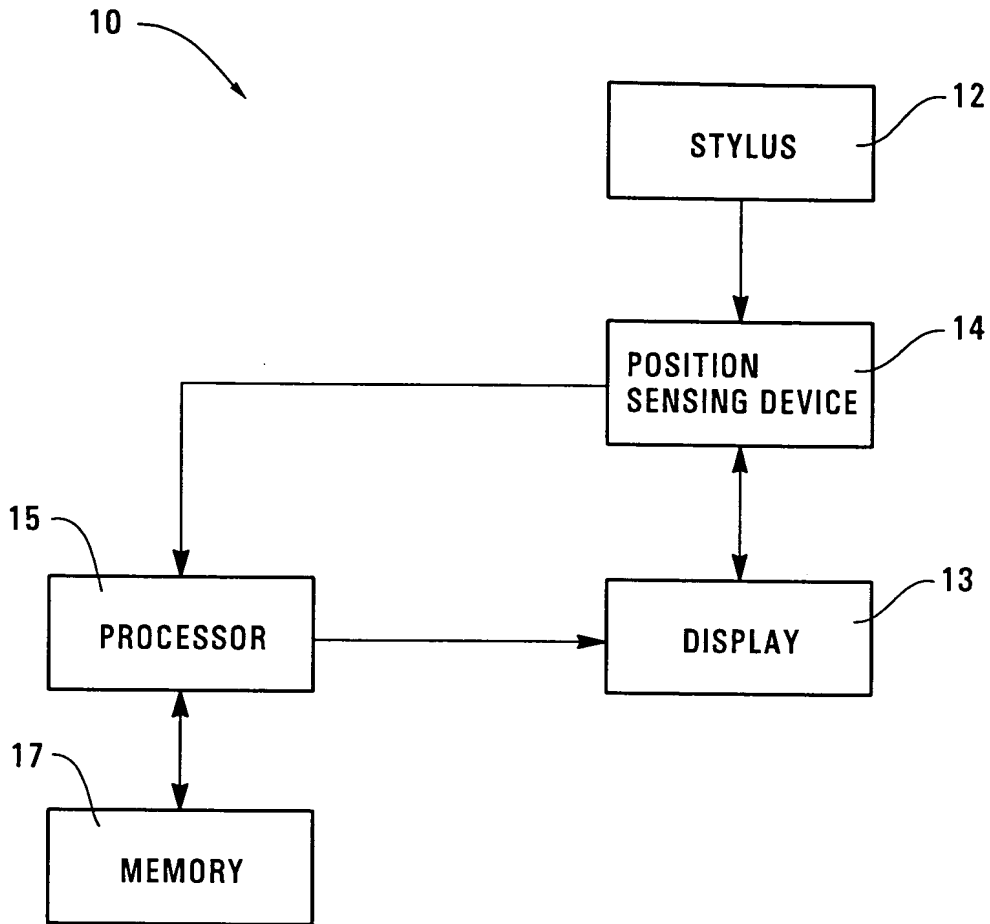 10
12
STYLUS
14
POSITION
SENSING DEVICE
15
13
PROCESSOR
DISPLAY
17
MEMORY